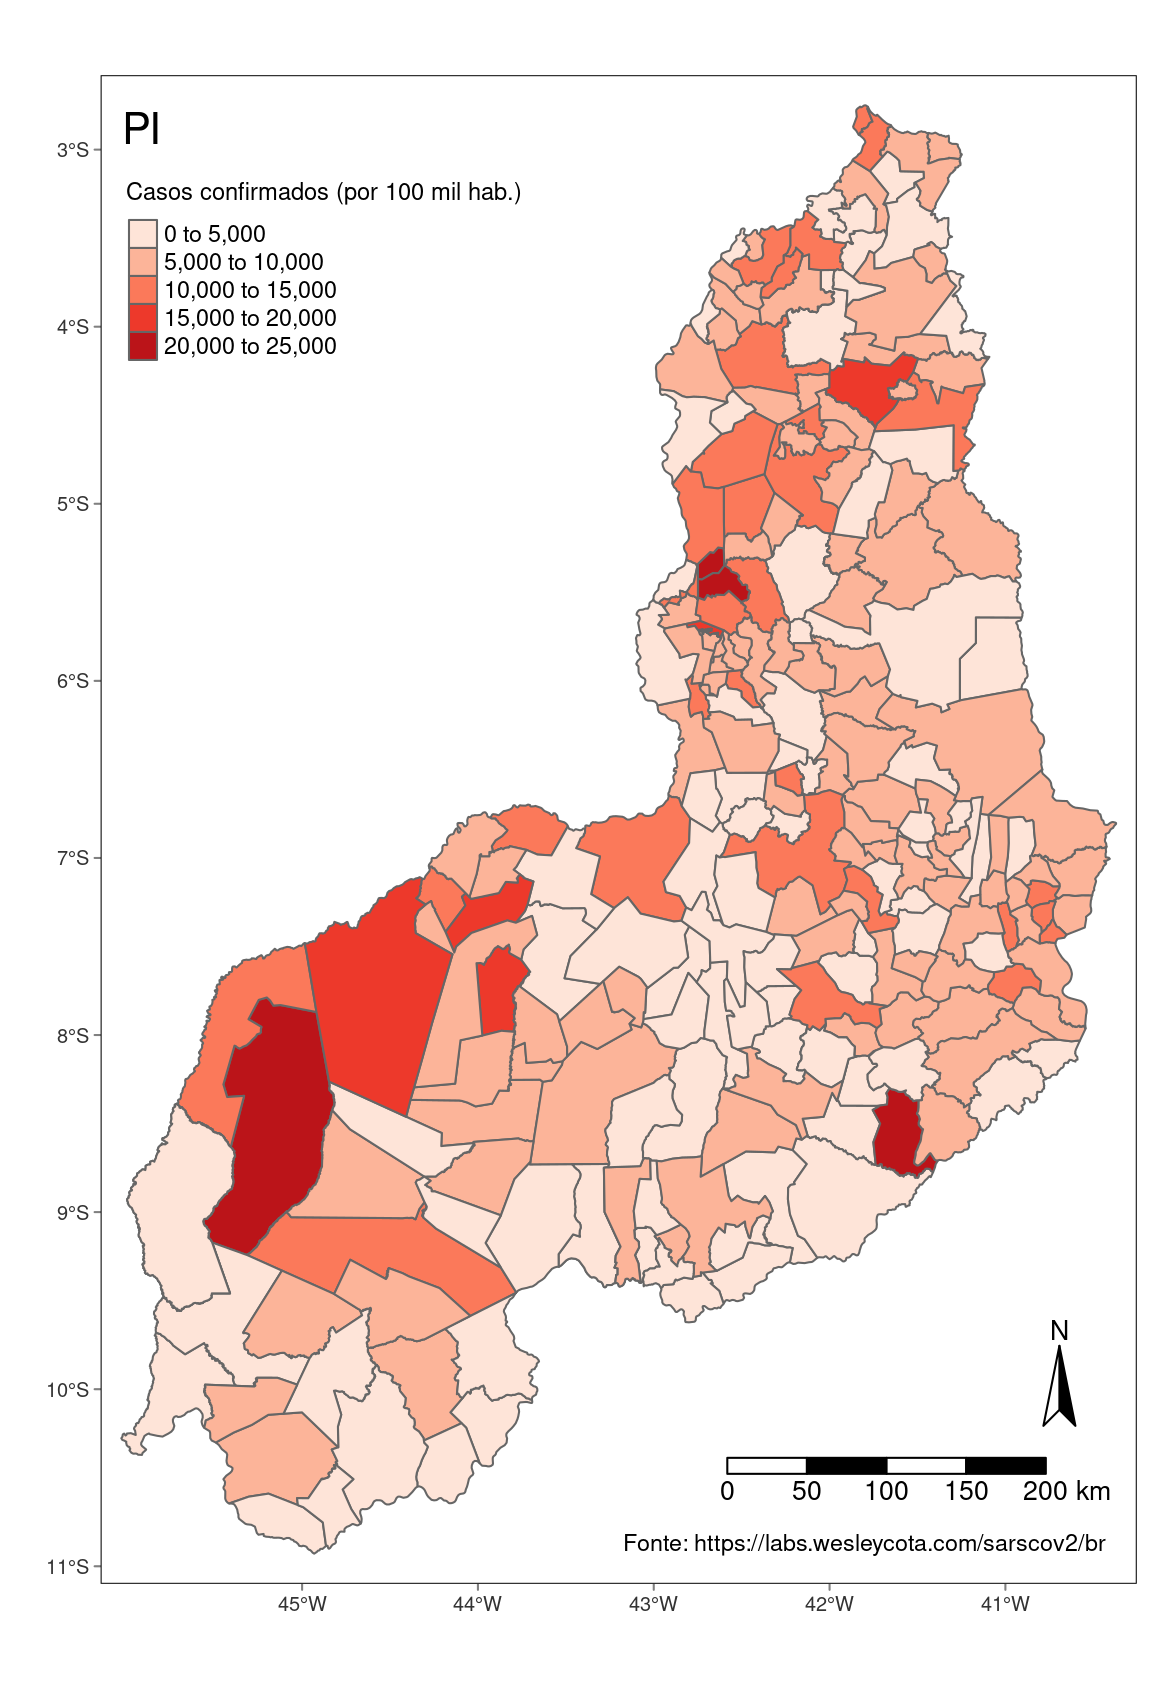 PI
Casos confirmados (por 100 mil hab.)
0 to 5,000
5,000 to 10,000
10,000 to 15,000
15,000 to 20,000
20,000 to 25,000
3°S
4°S
5°S
6°S
7°S
8°S
9°S
10°S
11°S
N
0 50 100 150 200 km
Fonte: https://labs.wesleycota.com/sarscov2/br
45°W 44°W 43°W 42°W 41°W